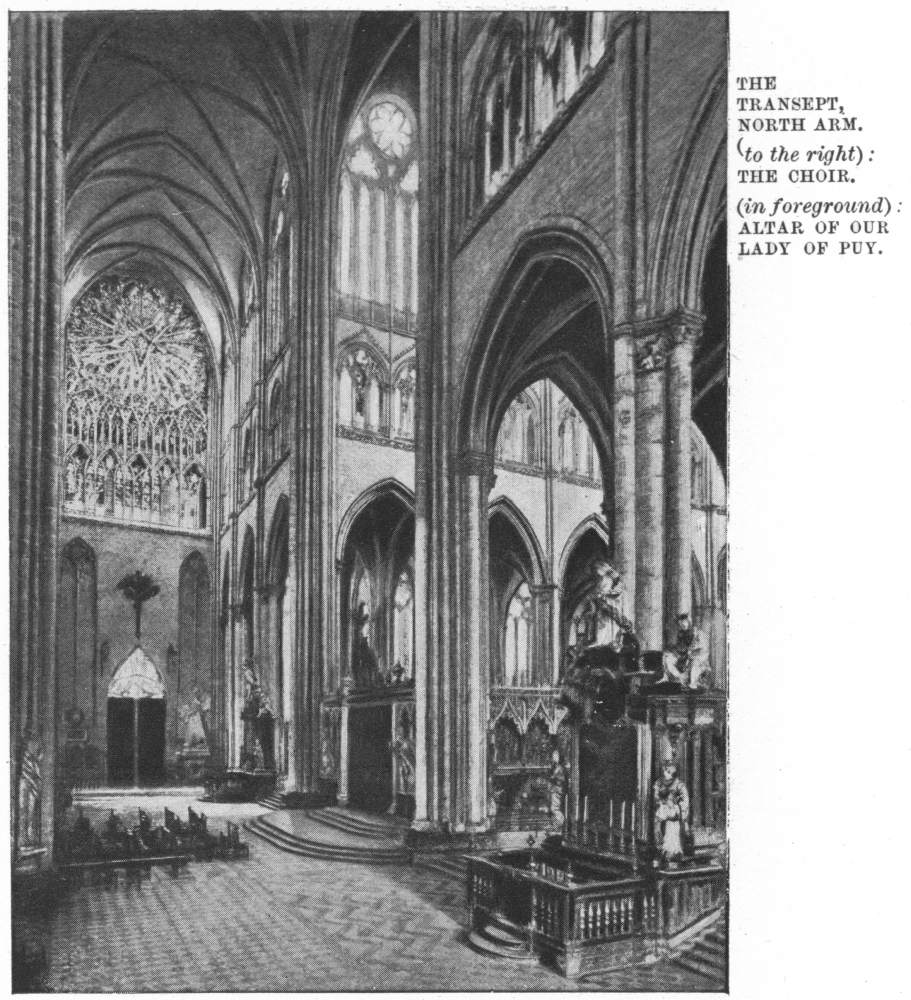 THE
TRANSEPT,
NORTH ARM.
(to the right):
THE CHOIR.
(in foreground):
ALTAR OF OUR
LADY OF PUY.